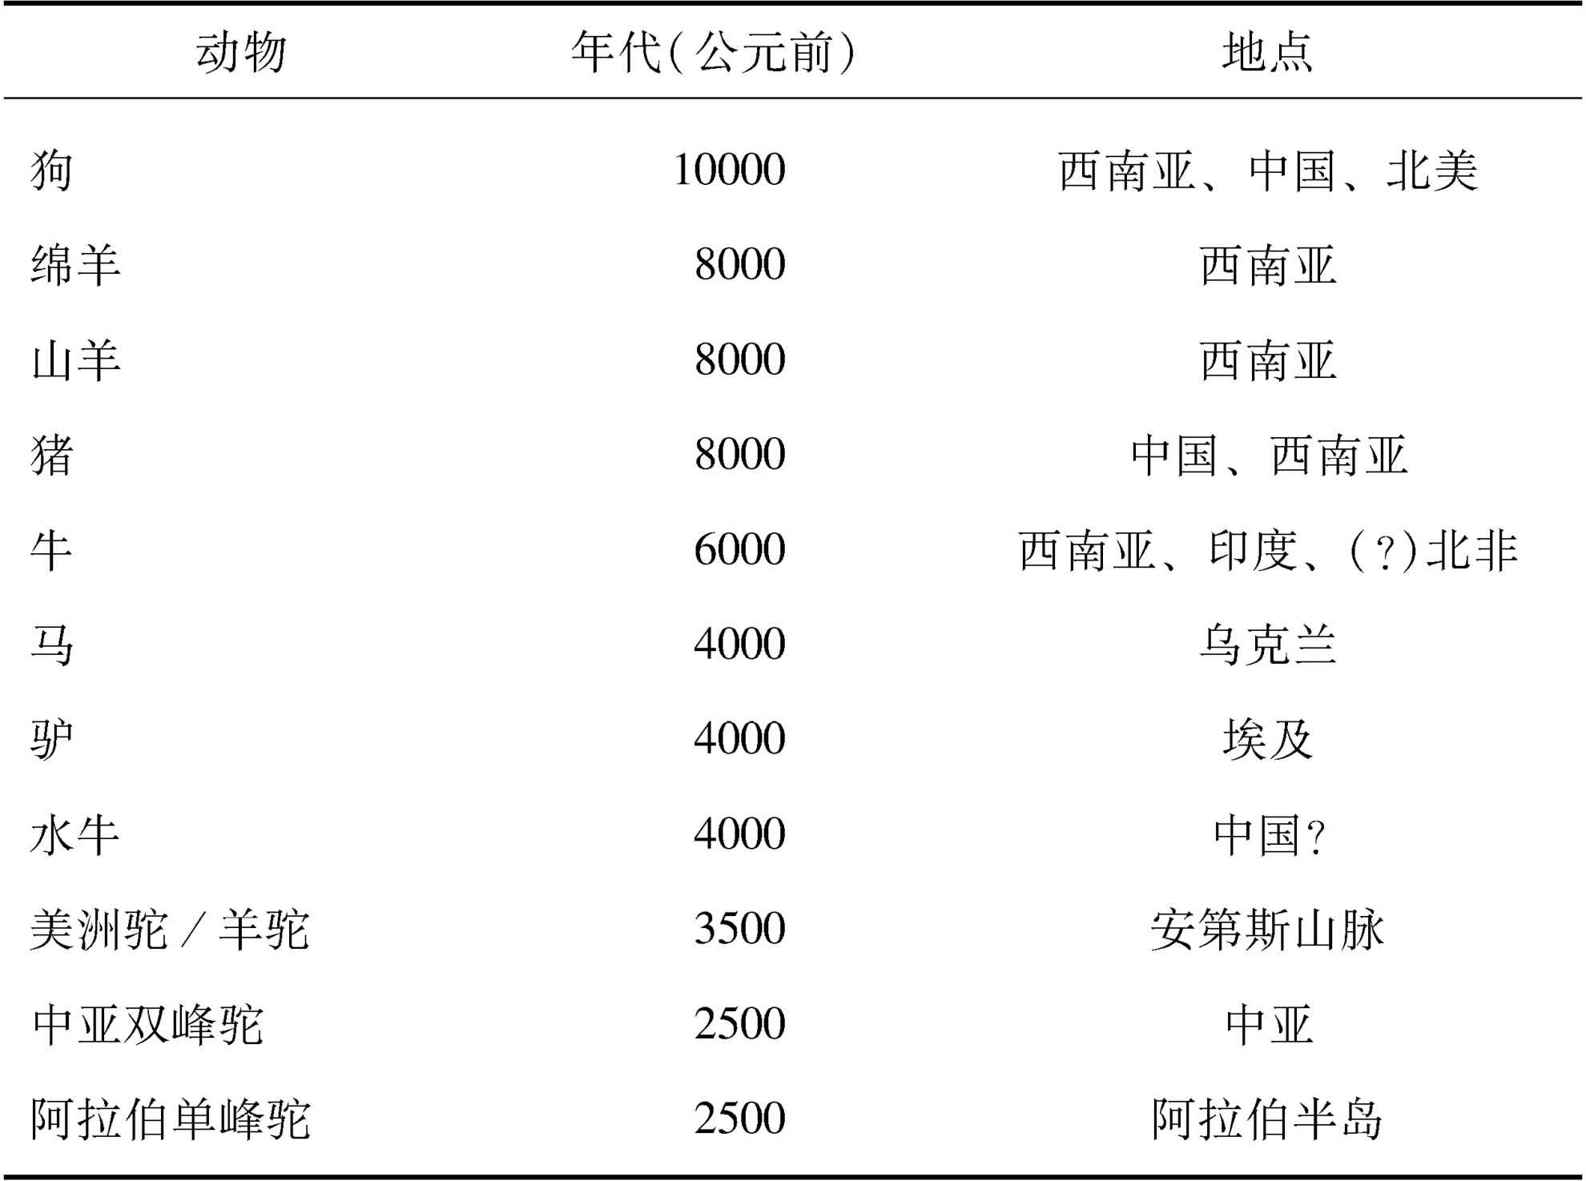 动物 年代(公元前) 地点
狗 10000 西南亚、中国、北美
绵羊 8000 西南亚
山羊 8000 西南亚
猪 8000 中国、西南亚
牛 6000 西南亚、印度、(?)北非
马 4000 乌克兰
驴 4000 埃及
水牛 4000 中国?
美洲驼/羊驼 3500 安第斯山脉
中亚双峰驼 2500 中亚
阿拉伯单峰驼 2500 阿拉伯半岛